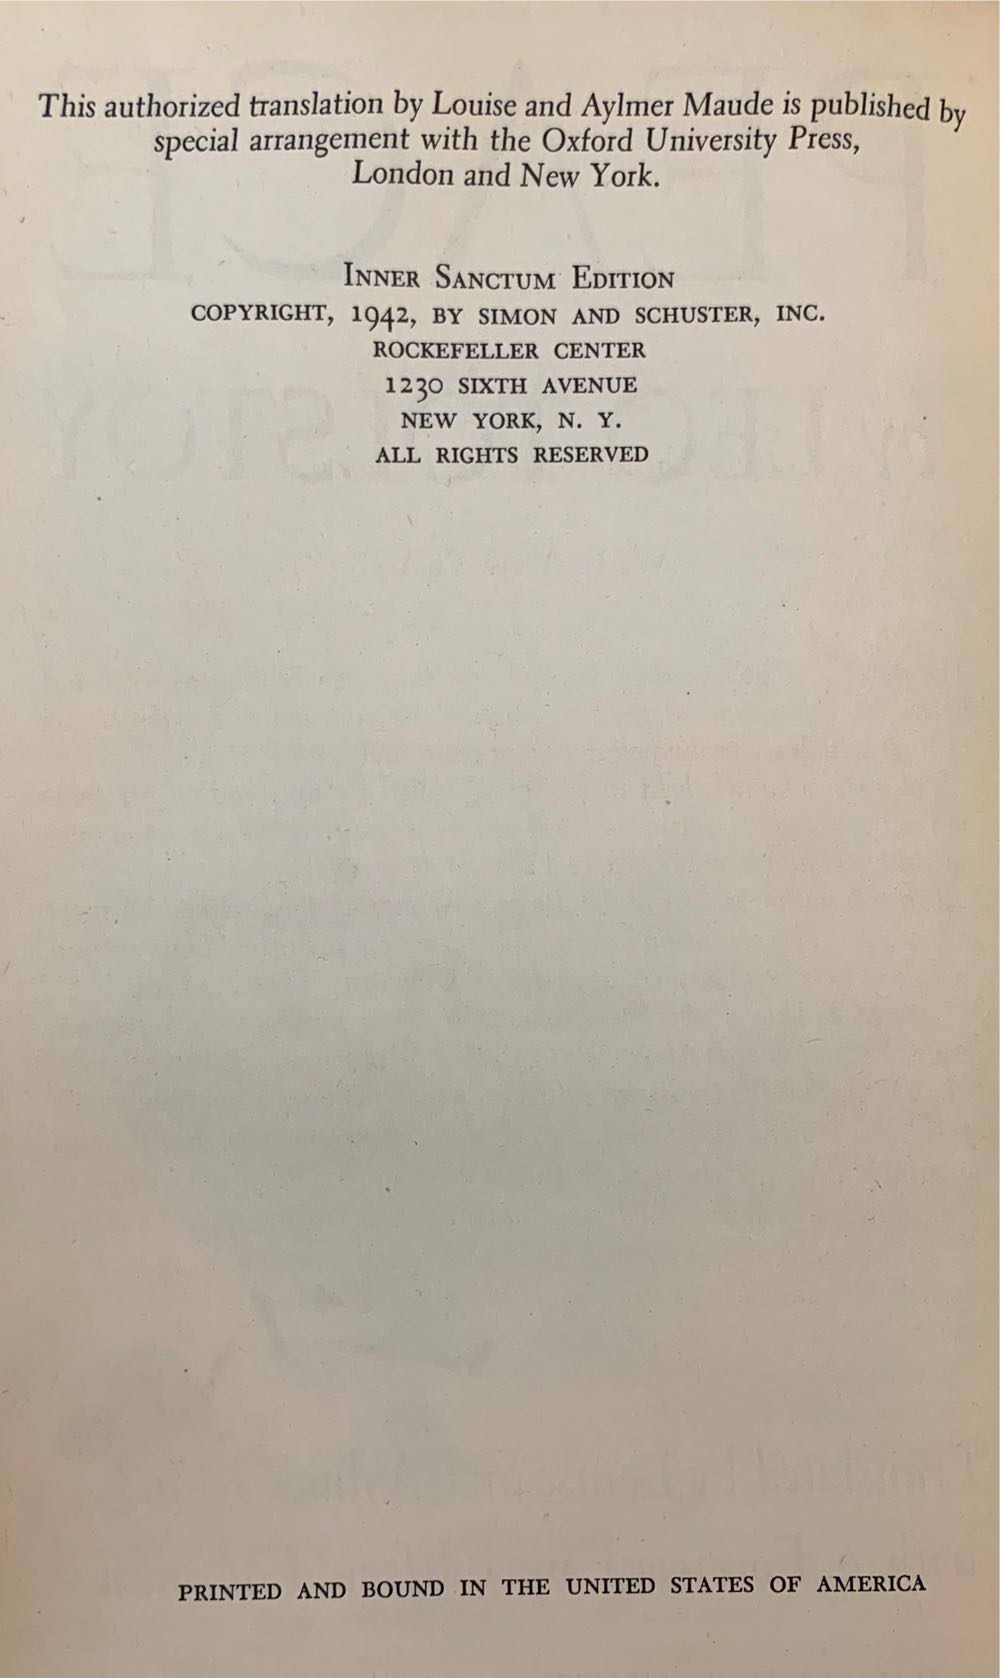 This authorized translation by Louise and Aylmer Maude is published by
special arrangement with the Oxford University Press,
London and New York.
INNER SANCTUM EDITION
COPYRIGHT, 1942, BY SIMON AND SCHUSTER, INC.
ROCKEFELLER CENTER
1230 SIXTH AVENUE
NEW YORK, N. Y.
ALL RIGHTS RESERVED
PRINTED AND BOUND IN THE UNITED STATES OF AMERICA